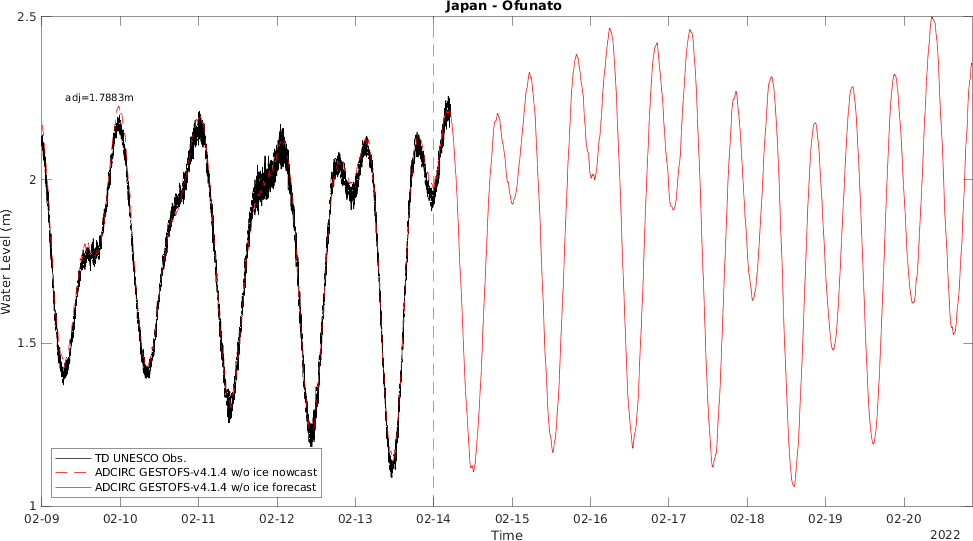 Japan - Ofunato
adj=1.7883m
2.5
2
1.5
1
Water Level (m)
TD UNESCO Obs.
ADCIRC GESTOFS-v4.1.4 w/o ice nowcast
ADCIRC GESTOFS-v4.1.4 w/o ice forecast
02-09 02-10 02-11 02-12 02-13 02-14 02-15 02-16 02-17 02-18 02-19 02-20
Time
2022